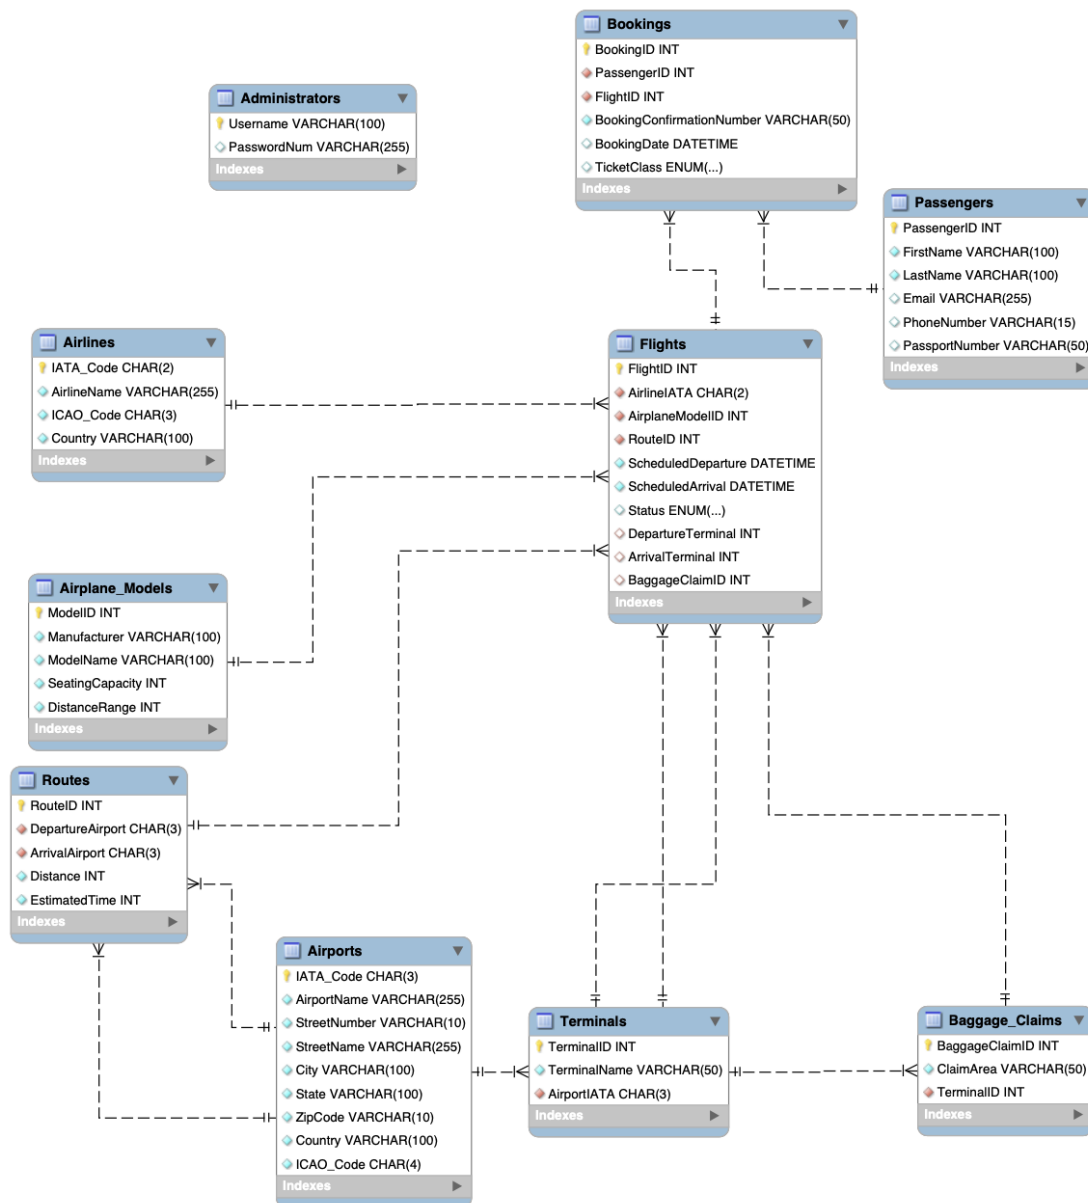 Bookings
BookingID INT
PassengerID INT
FlightID INT
BookingConfirmationNumber VARCHAR(50)
BookingDate DATETIME
TicketClass ENUM(...)
Indexes
Administrators
Username VARCHAR(100)
PasswordNum VARCHAR(255)
Indexes
Passengers
PassengerID INT
FirstName VARCHAR(100)
LastName VARCHAR(100)
Email VARCHAR(255)
PhoneNumber VARCHAR(15)
PassportNumber VARCHAR(50)
Indexes
Airlines
IATA_Code CHAR(2)
AirlineName VARCHAR(255)
ICAO_Code CHAR(3)
Country VARCHAR(100)
Indexes
Flights
FlightID INT
AirlineIATA CHAR(2)
AirplaneModelID INT
RouteID INT
ScheduledDeparture DATETIME
ScheduledArrival DATETIME
Status ENUM(...)
DepartureTerminal INT
ArrivalTerminal INT
BaggageClaimID INT
Indexes
Airplane_Models
ModelID INT
Manufacturer VARCHAR(100)
ModelName VARCHAR(100)
SeatingCapacity INT
DistanceRange INT
Indexes
Routes
RouteID INT
DepartureAirport CHAR(3)
ArrivalAirport CHAR(3)
Distance INT
EstimatedTime INT
Indexes
Airports
IATA_Code CHAR(3)
AirportName VARCHAR(255)
StreetNumber VARCHAR(10)
StreetName VARCHAR(255)
City VARCHAR(100)
State VARCHAR(100)
ZipCode VARCHAR(10)
Country VARCHAR(100)
ICAO_Code CHAR(4)
Indexes
Terminals
TerminalID INT
TerminalName VARCHAR(50)
AirportIATA CHAR(3)
Indexes
Baggage_Claims
BaggageClaimID INT
ClaimArea VARCHAR(50)
TerminalID INT
Indexes